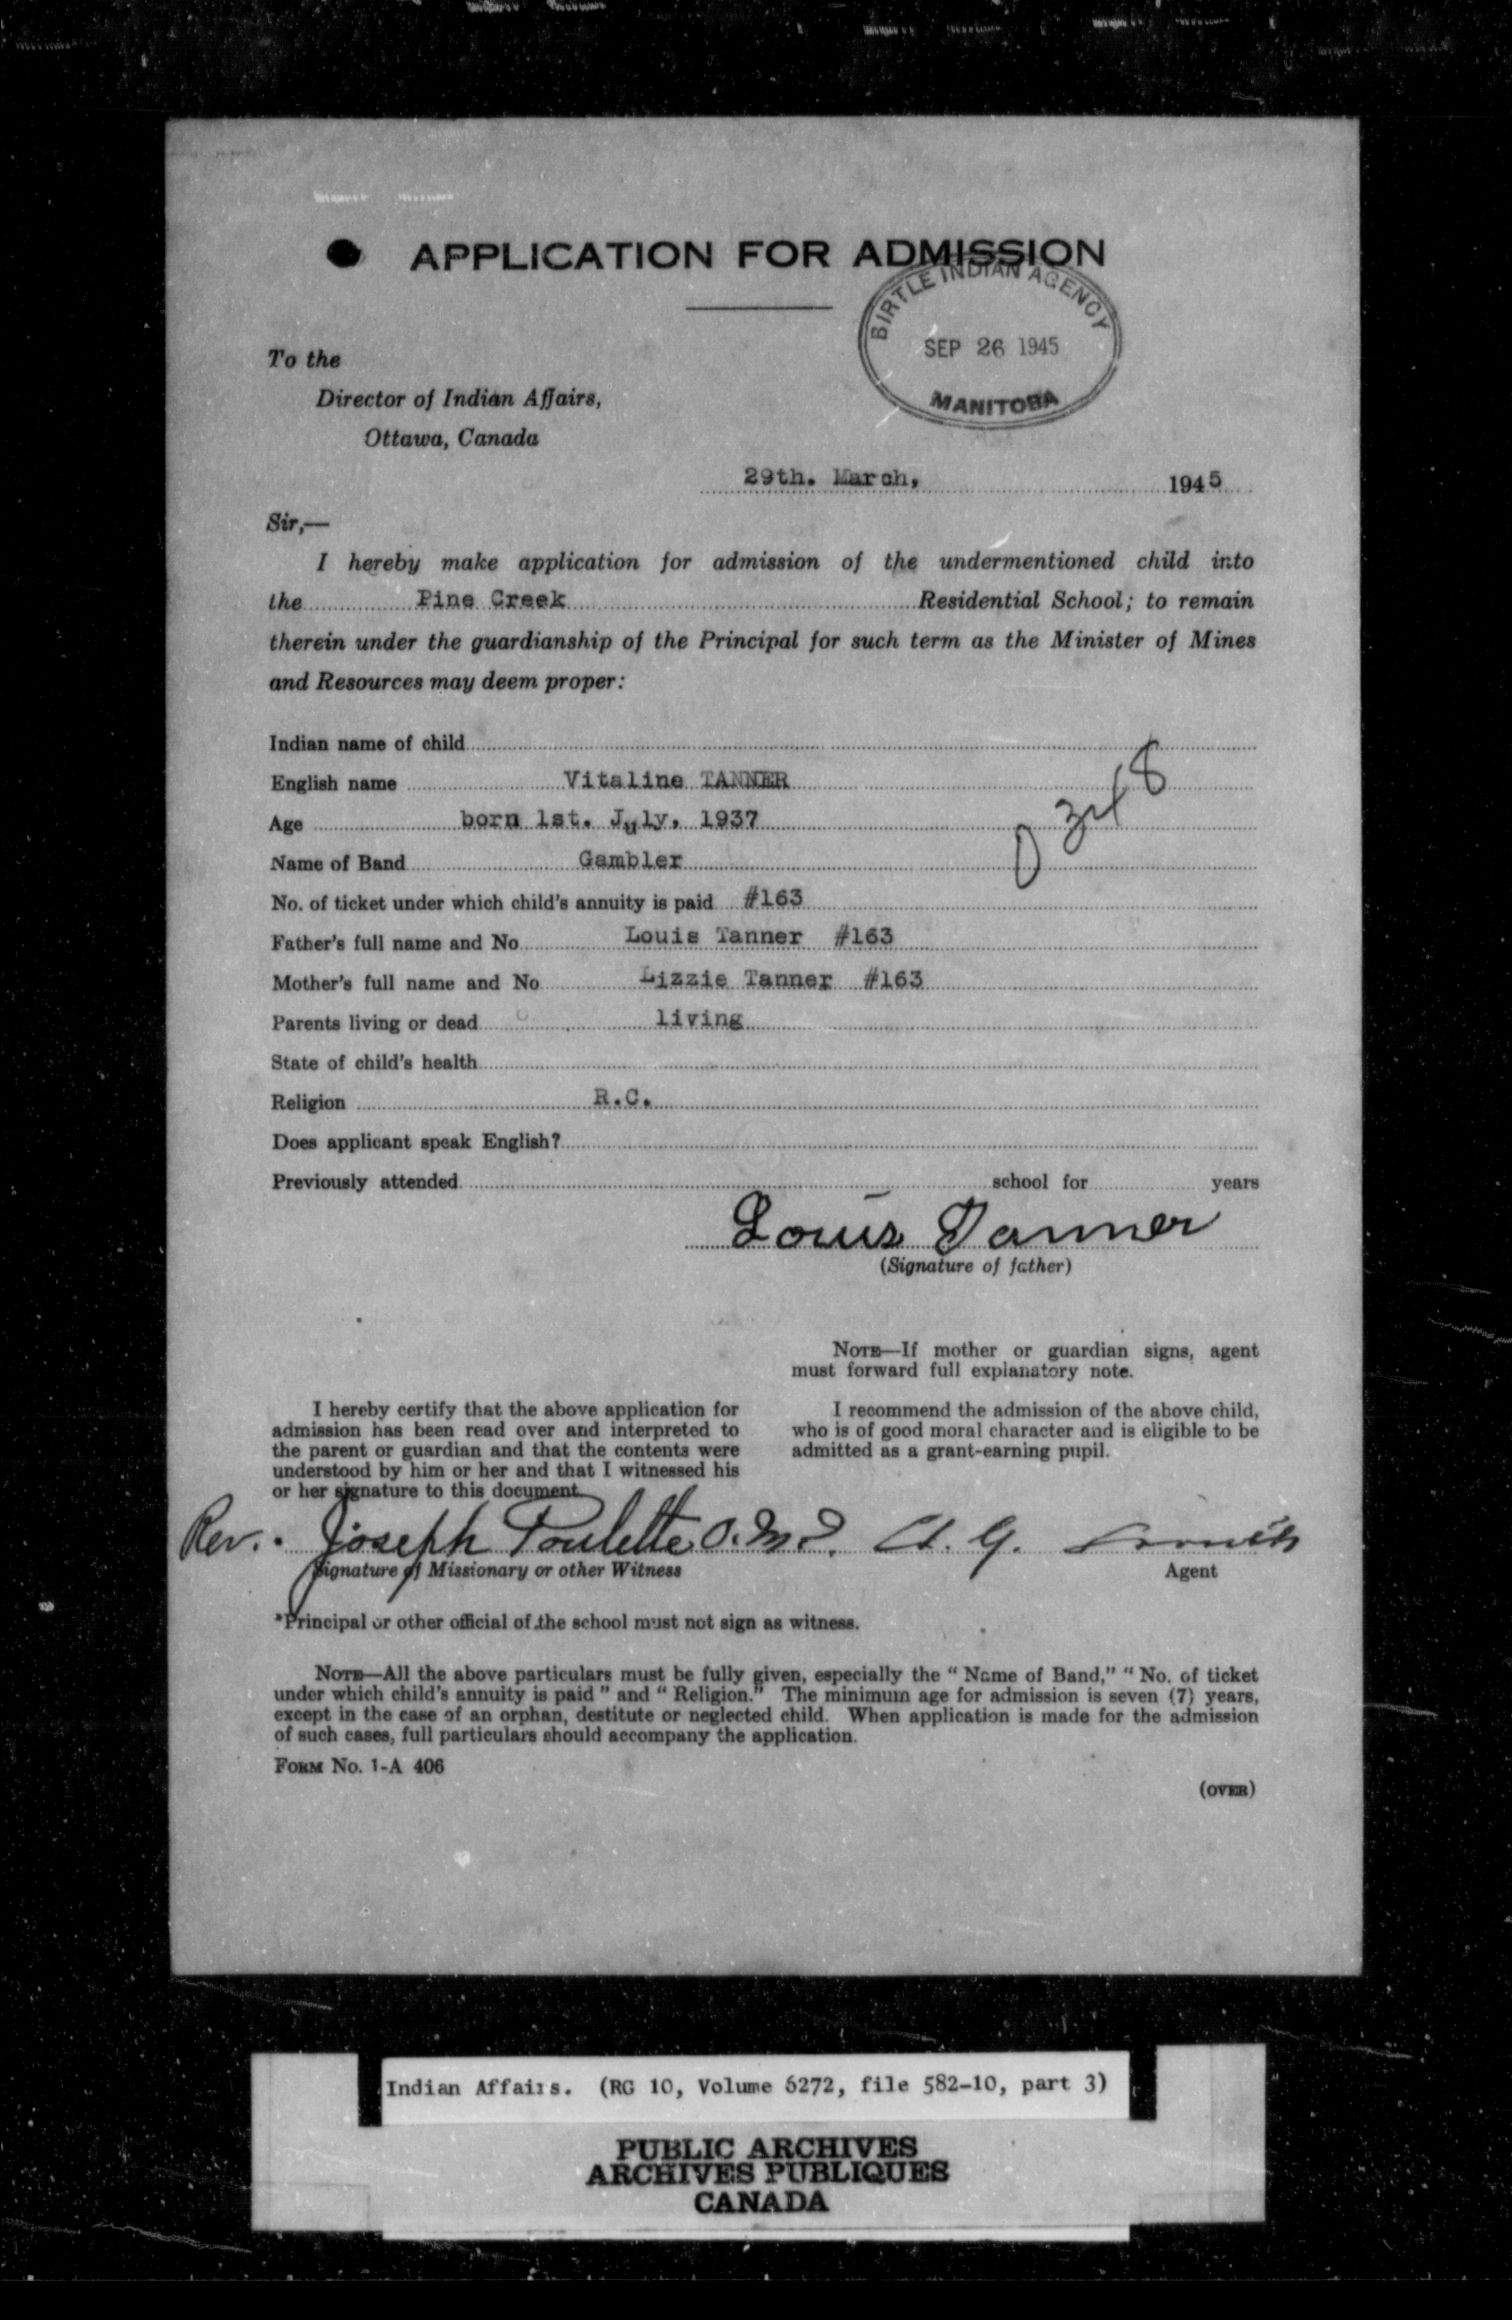 APPLICATION FOR ADMISSION
BIRTLE INDIAN AGENCY
SEP 26 1945
MANITOBA
To the
Director of Indian Affairs,
Ottawa, Canada
29th. March, 1945
Sir,—
I hereby make application for admission of the undermentioned child into
the Pine Creek Residential School; to remain
therein under the guardianship of the Principal for such term as the Minister of Mines
and Resources may deem proper:
Indian name of child
English name Vitaline TANNER
Age born 1st. July, 1937
Name of Band Gambler
No. of ticket under which child's annuity is paid #163
Father's full name and No. Louis Tanner #163
Mother's full name and No. Lizzie Tanner #163
Parents living or dead living
State of child's health
Religion R.C.
Does applicant speak English?
Previously attended school for years
Louis Tanner
(Signature of father)
NOTE—If mother or guardian signs, agent
must forward full explanatory note.
I hereby certify that the above application for
admission has been read over and interpreted to
the parent or guardian and that the contents were
understood by him or her and that I witnessed his
or her signature to this document.
I recommend the admission of the above child,
who is of good moral character and is eligible to be
admitted as a grant-earning pupil.
Rev. Joseph Poulette O.M.I. A. G. Smith
Signature of Missionary or other Witness
Agent
*Principal or other official of the school must not sign as witness.
NOTE—All the above particulars must be fully given, especially the "Name of Band," "No. of ticket
under which child's annuity is paid" and "Religion." The minimum age for admission is seven (7) years,
except in the case of an orphan, destitute or neglected child. When application is made for the admission
of such cases, full particulars should accompany the application.
FORM No. 1-A 406
(OVER)
Indian Affairs. (RG 10, Volume 6272, file 582-10, part 3)
PUBLIC ARCHIVES
ARCHIVES PUBLIQUES
CANADA